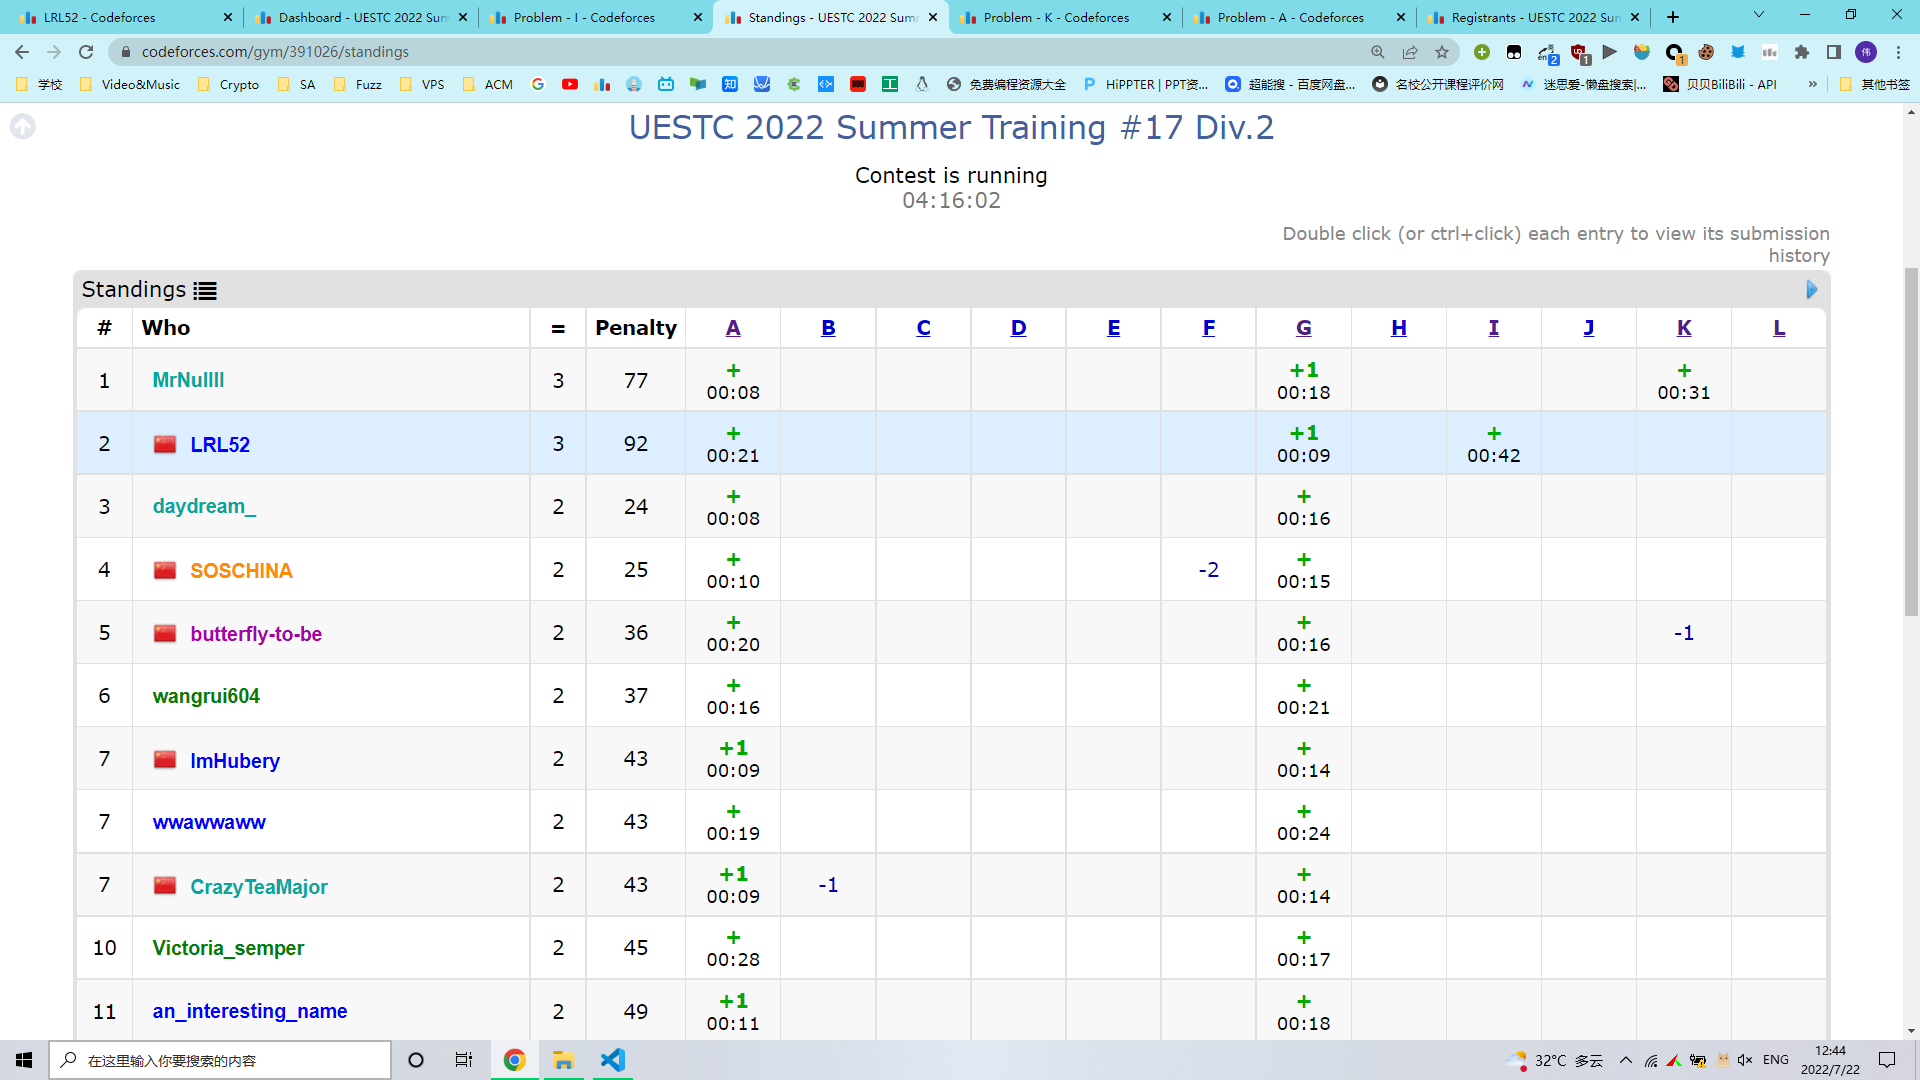 LRL52 - Codeforces
Dashboard - UESTC 2022 Sum
Problem - I - Codeforces
Standings - UESTC 2022 Summ
Problem - K - Codeforces
Problem - A - Codeforces
Registrants - UESTC 2022 Sum
codeforces.com/gym/391026/standings
学校 Video&Music Crypto SA Fuzz VPS ACM 免费编程资源大全 HiPPTER | PPT资... 超能搜 - 百度网盘... 名校公开课程评价网 迷思爱-懒盘搜索|... 贝贝BiliBili - API » 其他书签
UESTC 2022 Summer Training #17 Div.2
Contest is running
04:16:02
Double click (or ctrl+click) each entry to view its submission
history
Standings
# Who = Penalty A B C D E F G H I J K L
1 MrNullll 3 77 + 00:08 +1 00:18 + 00:31
2 LRL52 3 92 + 00:21 +1 00:09 + 00:42
3 daydream_ 2 24 + 00:08 + 00:16
4 SOSCHINA 2 25 + 00:10 -2 + 00:15
5 butterfly-to-be 2 36 + 00:20 + 00:16 -1
6 wangrui604 2 37 + 00:16 + 00:21
7 ImHubery 2 43 +1 00:09 + 00:14
7 wwawwaww 2 43 + 00:19 + 00:24
7 CrazyTeaMajor 2 43 +1 00:09 -1 + 00:14
10 Victoria_semper 2 45 + 00:28 + 00:17
11 an_interesting_name 2 49 +1 00:11 + 00:18
在这里输入你要搜索的内容
32°C 多云
ENG
12:44
2022/7/22